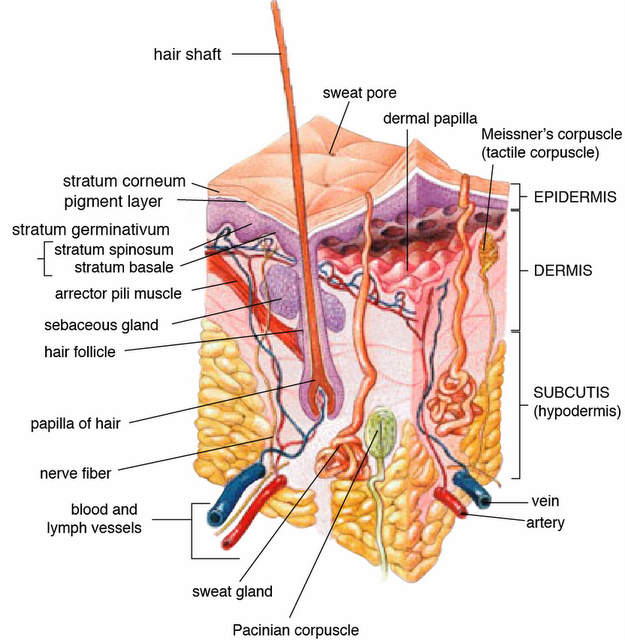 hair shaft
sweat pore
dermal papilla
Meissner's corpuscle
(tactile corpuscle)
stratum corneum
pigment layer
stratum germinativum
stratum spinosum
stratum basale
arrector pili muscle
sebaceous gland
hair follicle
papilla of hair
nerve fiber
blood and
lymph vessels
sweat gland
Pacinian corpuscle
EPIDERMIS
DERMIS
SUBCUTIS
(hypodermis)
vein
artery